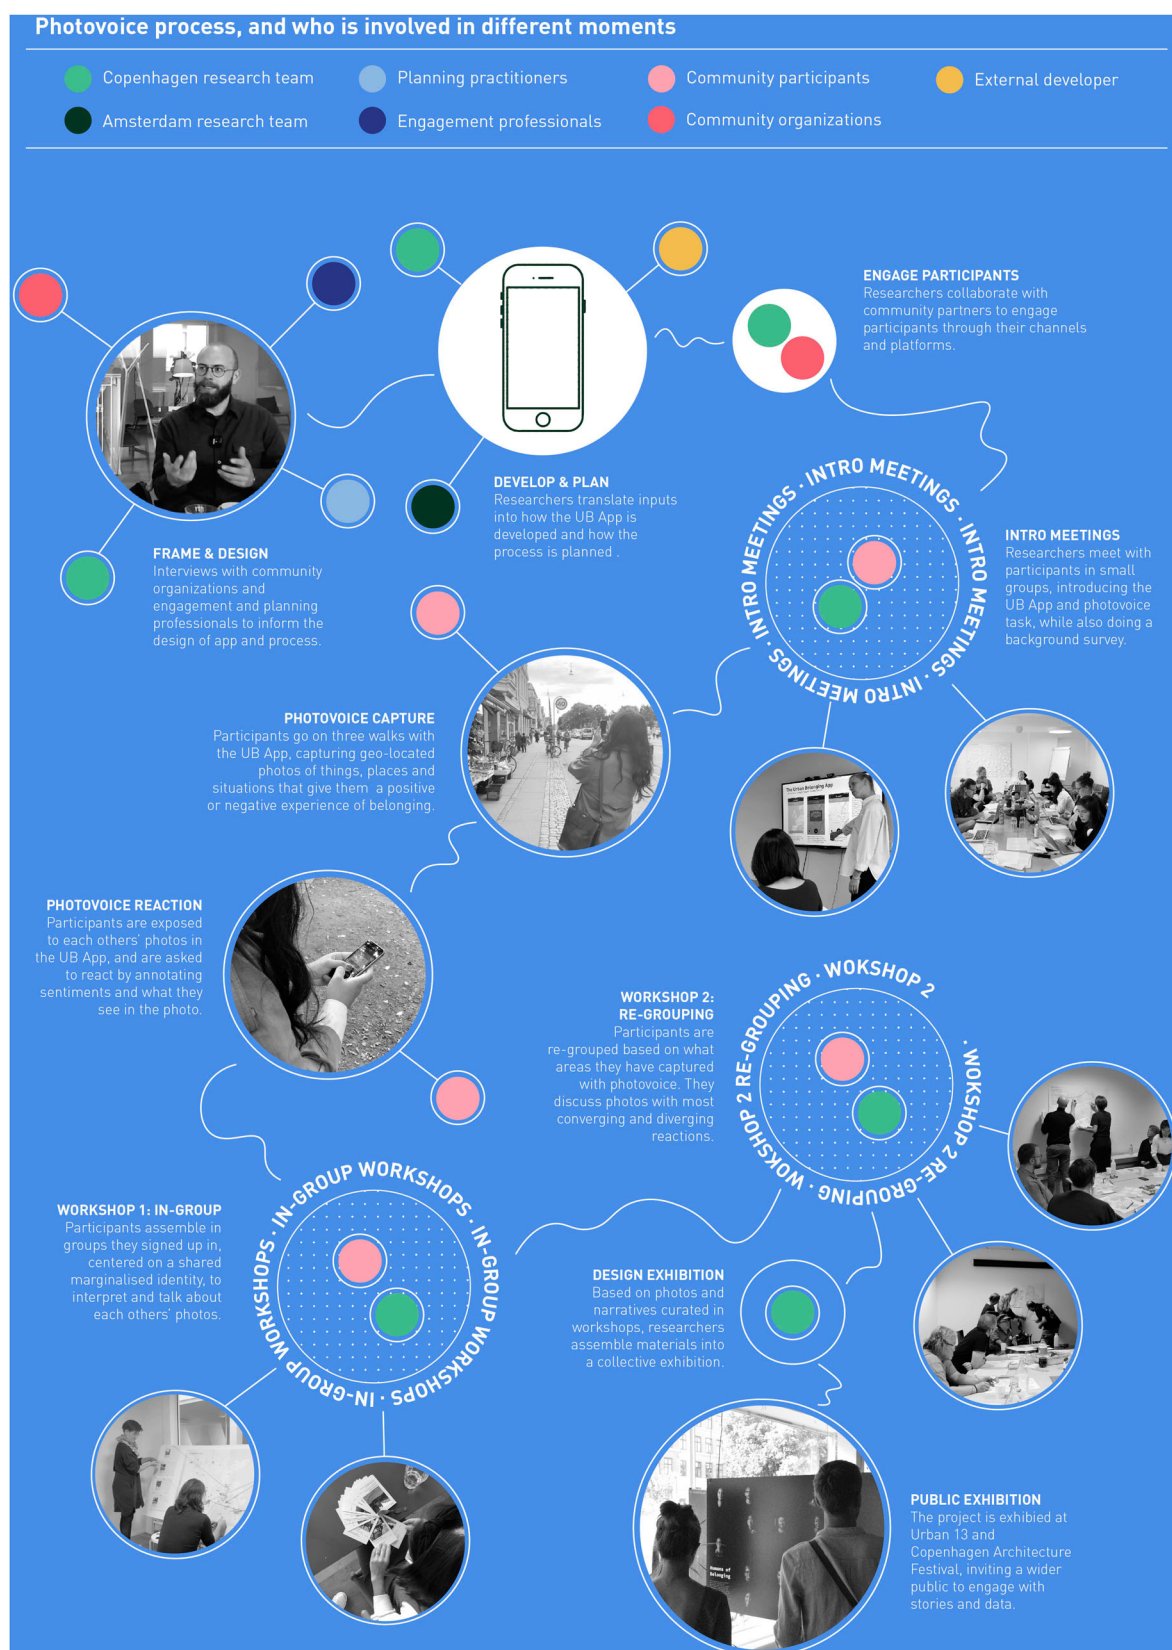 Photovoice process, and who is involved in different moments
Copenhagen research team
Planning practitioners
Community participants
External developer
Amsterdam research team
Engagement professionals
Community organizations
ENGAGE PARTICIPANTS
Researchers collaborate with
community partners to engage
participants through their channels
and platforms.
DEVELOP & PLAN
Researchers translate inputs
into how the UB App is
developed and how the
process is planned .
FRAME & DESIGN
Interviews with community
organizations and
engagement and planning
professionals to inform the
design of app and process.
INTRO MEETINGS · INTRO MEETINGS · INTRO MEETINGS · INTRO MEETINGS ·
INTRO MEETINGS
Researchers meet with
participants in small
groups, introducing the
UB App and photovoice
task, while also doing a
background survey.
PHOTOVOICE CAPTURE
Participants go on three walks with
the UB App, capturing geo-located
photos of things, places and
situations that give them a positive
or negative experience of belonging.
The Urban Belonging App
PHOTOVOICE REACTION
Participants are exposed
to each others' photos in
the UB App, and are asked
to react by annotating
sentiments and what they
see in the photo.
WORKSHOP 2:
RE-GROUPING
Participants are
re-grouped based on what
areas they have captured
with photovoice. They
discuss photos with most
converging and diverging
reactions.
WOKSHOP 2 RE-GROUPING · WOKSHOP 2
· WOKSHOP 2 RE-GROUPING ·
WORKSHOP 1: IN-GROUP
Participants assemble in
groups they signed up in,
centered on a shared
marginalised identity, to
interpret and talk about
each others' photos.
IN-GROUP WORKSHOPS · IN-GROUP WORKSHOPS · IN-GROUP WORKSHOPS ·
DESIGN EXHIBITION
Based on photos and
narratives curated in
workshops, researchers
assemble materials into
a collective exhibition.
Humans of
Belonging
PUBLIC EXHIBITION
The project is exhibied at
Urban 13 and
Copenhagen Architecture
Festival, inviting a wider
public to engage with
stories and data.